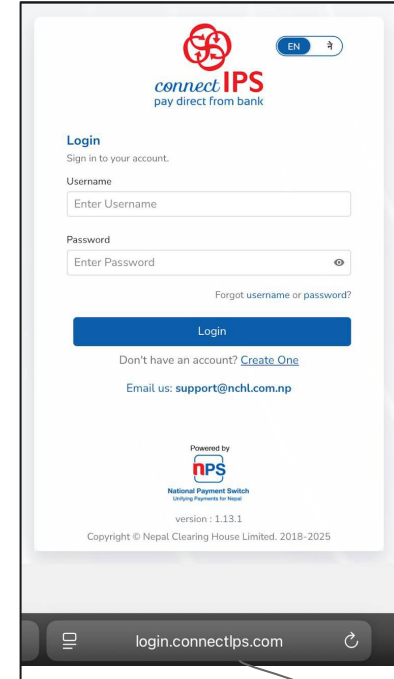 EN ने
connectIPS
pay direct from bank
Login
Sign in to your account.
Username
Enter Username
Password
Enter Password
Forgot username or password?
Login
Don't have an account? Create One
Email us: support@nchl.com.np
Powered by
nPS
National Payment Switch
Unifying Payments for Nepal
version : 1.13.1
Copyright © Nepal Clearing House Limited. 2018-2025
login.connectlps.com